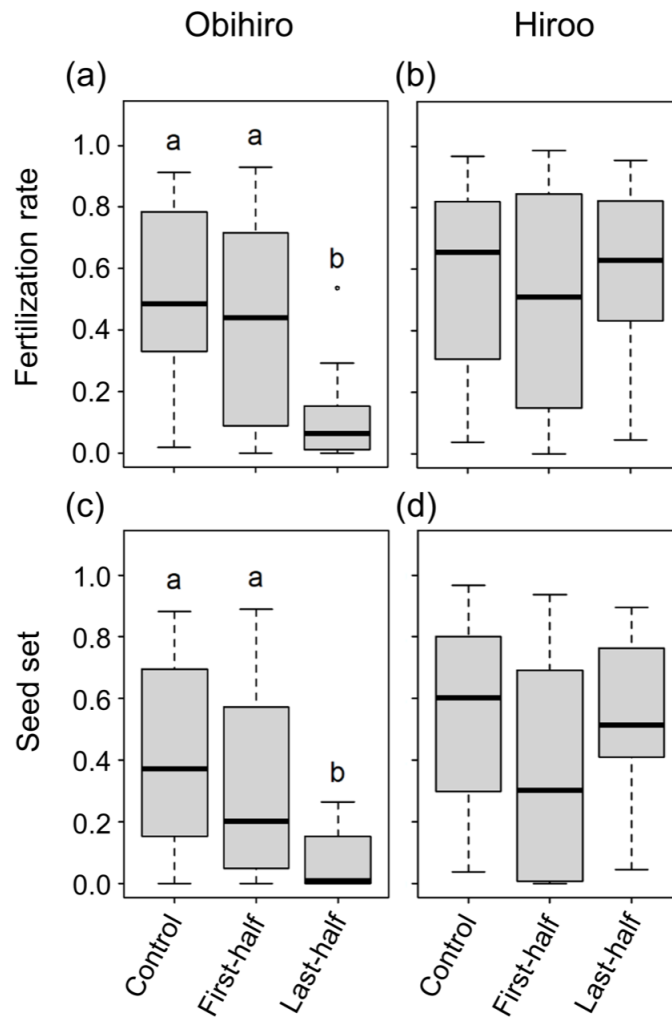 Obihiro
Hiroo
(a)
(b)
Fertilization rate
1.0
0.8
0.6
0.4
0.2
0.0
a
a
b
(c)
(d)
Seed set
1.0
0.8
0.6
0.4
0.2
0.0
a
a
b
Control
First-half
Last-half
Control
First-half
Last-half